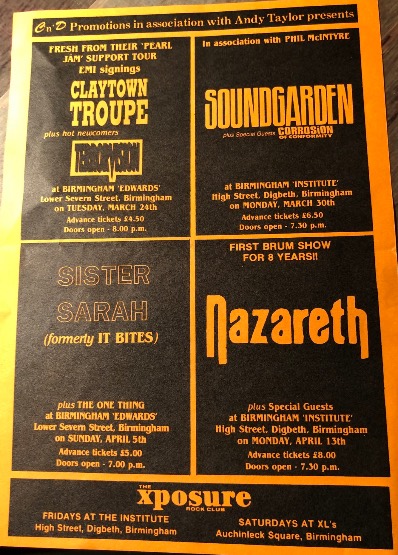 C n' D Promotions in association with Andy Taylor presents
FRESH FROM THEIR 'PEARL
JAM' SUPPORT TOUR
EMI signings
CLAYTOWN
TROUPE
plus hot newcomers
TERRORVISION
at BIRMINGHAM 'EDWARDS'
Lower Severn Street, Birmingham
on TUESDAY, MARCH 24th
Advance tickets £4.50
Doors open - 8.00 p.m.
In association with PHIL McINTYRE
SOUNDGARDEN
plus Special Guests CORROSION
OF CONFORMITY
at BIRMINGHAM 'INSTITUTE'
High Street, Digbeth, Birmingham
on MONDAY, MARCH 30th
Advance tickets £6.50
Doors open - 7.30 p.m.
SISTER
SARAH
(formerly IT BITES)
plus THE ONE THING
at BIRMINGHAM 'EDWARDS'
Lower Severn Street, Birmingham
on SUNDAY, APRIL 5th
Advance tickets £5.00
Doors open - 7.00 p.m.
FIRST BRUM SHOW
FOR 8 YEARS!!
nazareth
plus Special Guests
at BIRMINGHAM 'INSTITUTE'
High Street, Digbeth, Birmingham
on MONDAY, APRIL 13th
Advance tickets £8.00
Doors open - 7.30 p.m.
THE
xposure
ROCK CLUB
FRIDAYS AT THE INSTITUTE
High Street, Digbeth, Birmingham
SATURDAYS AT XL's
Auchinleck Square, Birmingham